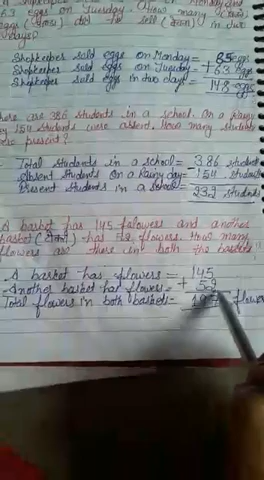 63 eggs on Tuesday. How many
eggs did he sell in two
days?
Shopkeeper sold eggs on Monday = 85 eggs
Shopkeeper sold eggs on Tuesday = +63 eggs
Shopkeeper sold eggs in two days = 148 eggs
There are 386 students in a school. On a Rainy
154 students were absent. How many students
were present?
Total students in a school = 386 student
Absent students on a Rainy day = 154 students
Present students in a school = 232 students
A basket has 145 folowers and another
basket has 52 flowers. How many
flowers are there in both the baskets
A basket has flowers = 145
Another basket has flowers = + 52
Total flowers in both baskets = 197 flowers